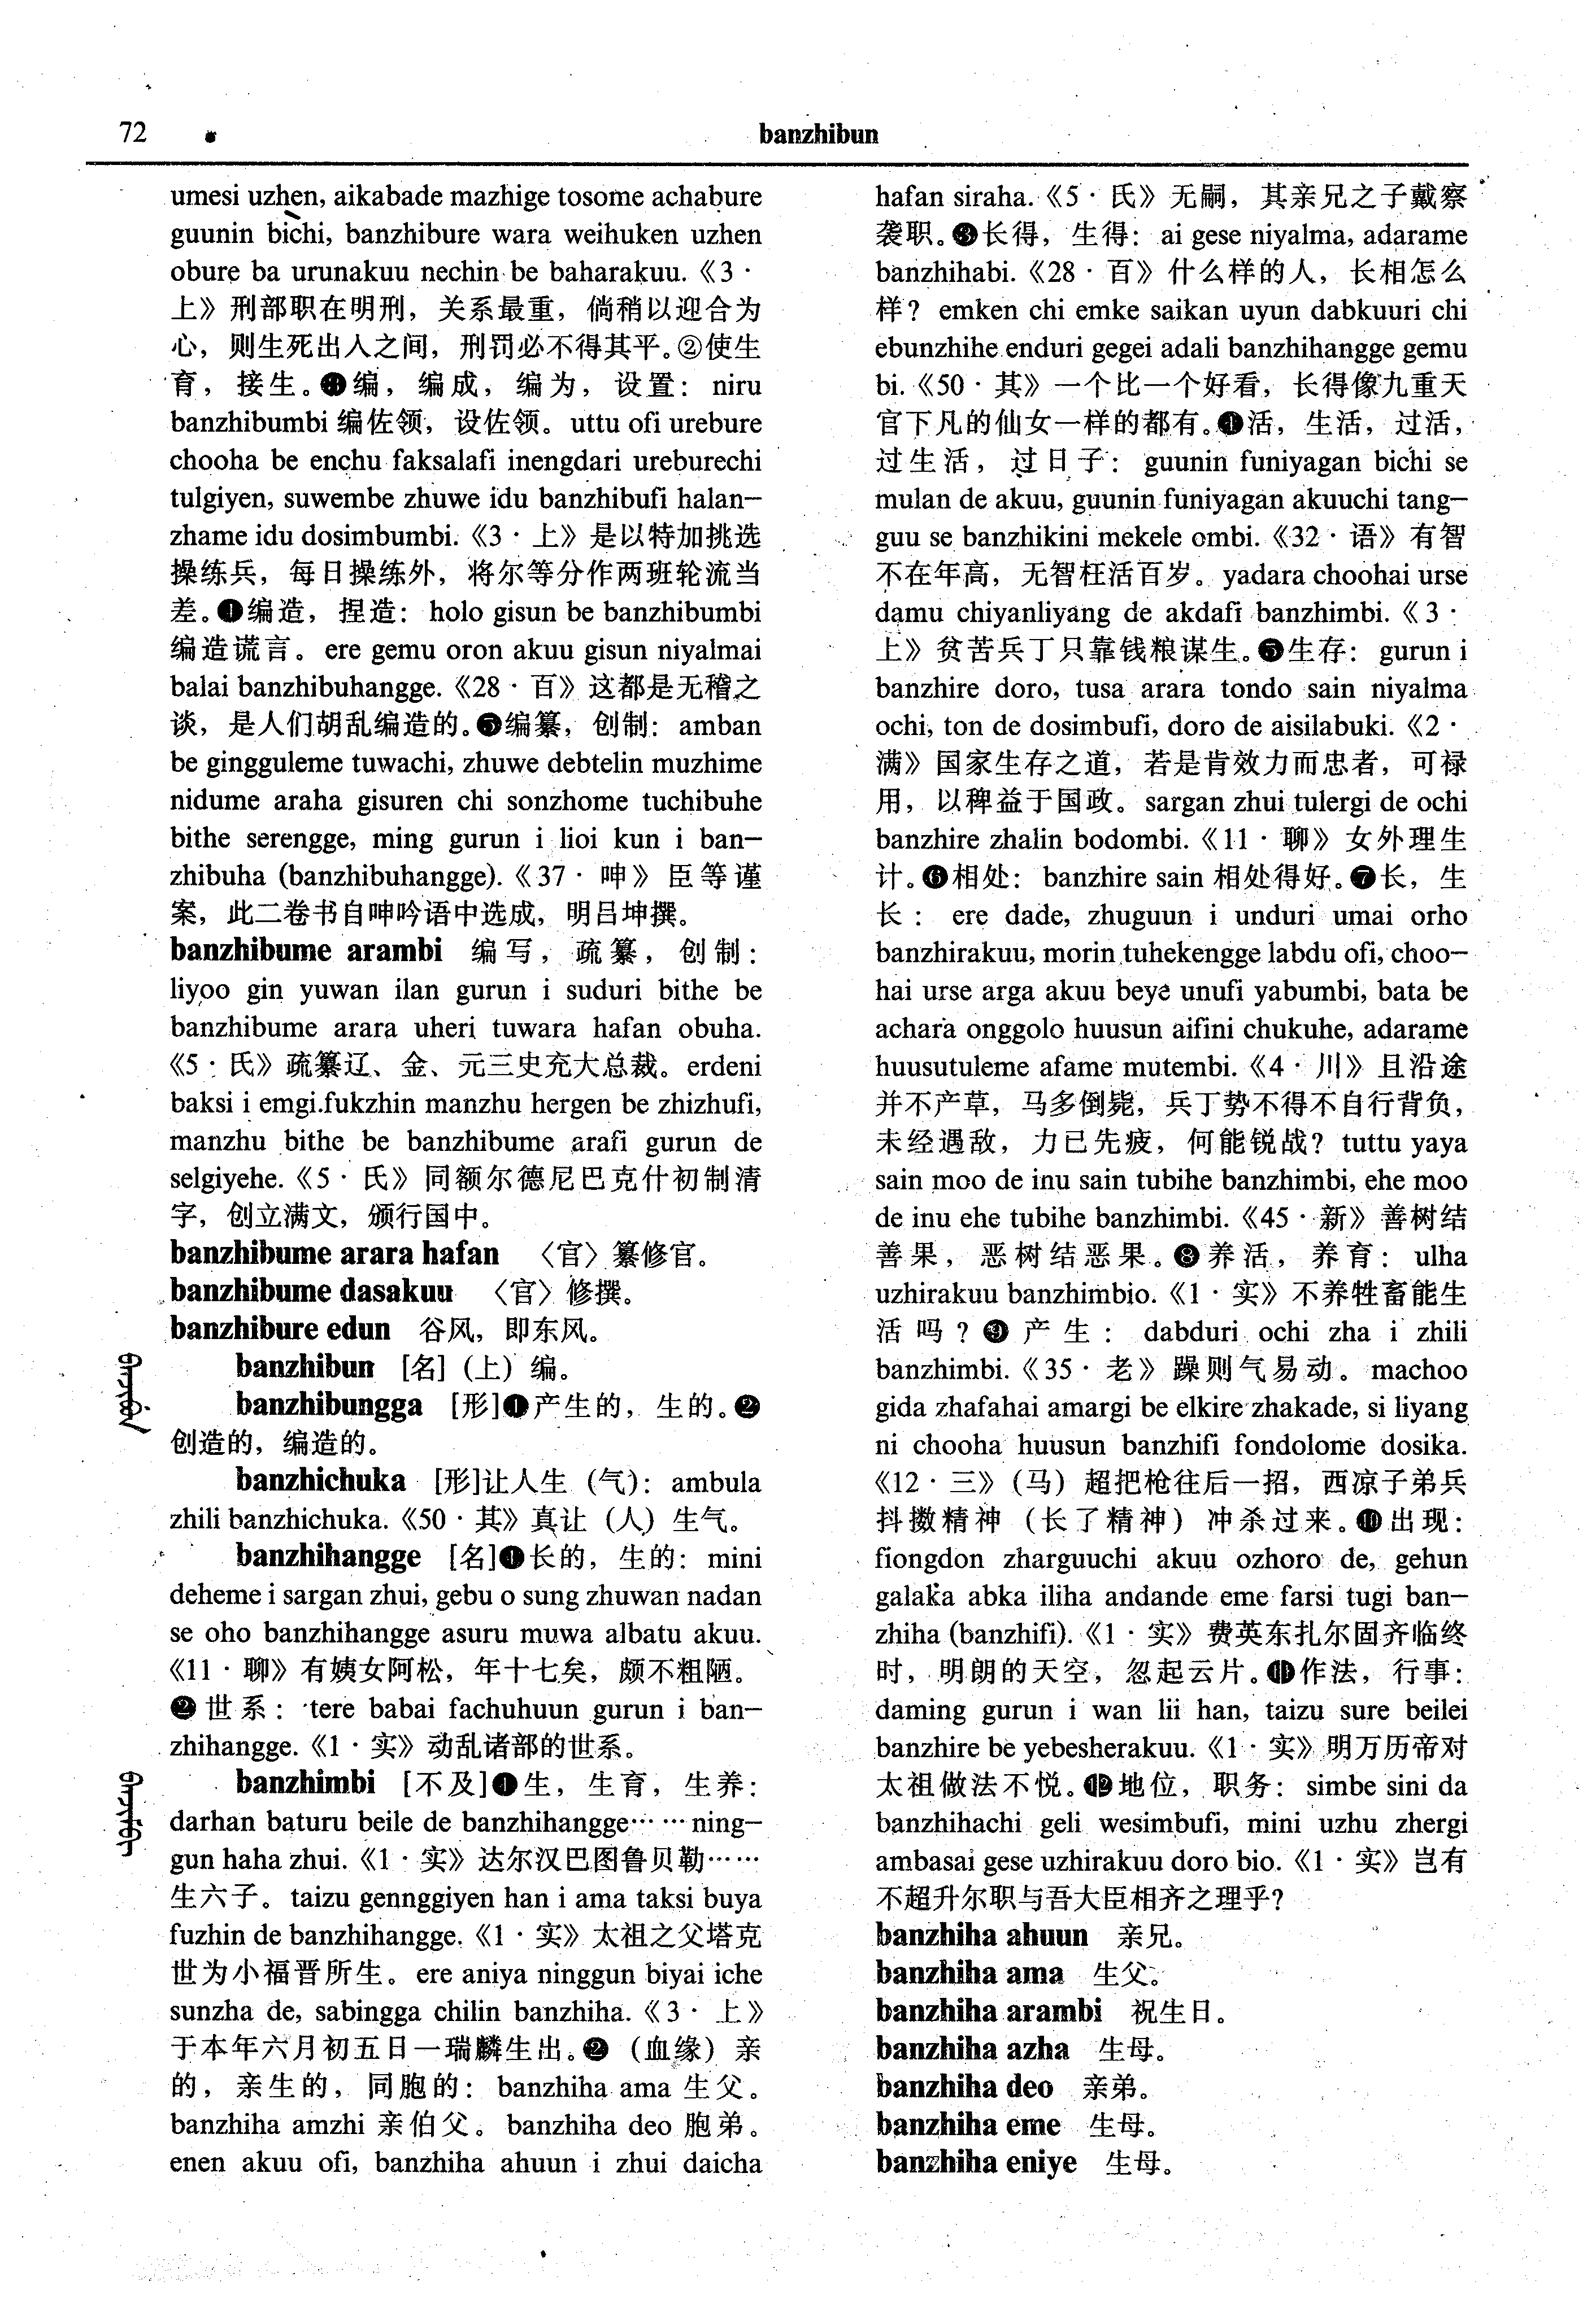 72
banzhibun
umesi uzhen, aikabade mazhige tosome achabure
guunin bichi, banzhibure wara weihuken uzhen
obure ba urunakuu nechin be baharakuu.《3·
上》刑部职在明刑，关系最重，倘稍以迎合为
心，则生死出人之间，刑罚必不得其平。②使生
育，接生。❸编，编成，编为，设置：niru
banzhibumbi 编佐领，设佐领。uttu ofi urebure
chooha be enchu faksalafi inengdari ureburechi
tulgiyen, suwembe zhuwe idu banzhibufi halan—
zhame idu dosimbumbi.《3·上》是以特加挑选
操练兵，每日操练外，将尔等分作两班轮流当
差。❹编造，捏造：holo gisun be banzhibumbi
编造谎言。ere gemu oron akuu gisun niyalmai
balai banzhibuhangge.《28·百》这都是无稽之
谈，是人们胡乱编造的。❺编纂，创制：amban
be gingguleme tuwachi, zhuwe debtelin muzhime
nidume araha gisuren chi sonzhome tuchibuhe
bithe serengge, ming gurun i lioi kun i ban—
zhibuha (banzhibuhangge).《37·呻》臣等谨
案，此二卷书自呻吟语中选成，明吕坤撰。
banzhibume arambi 编写，疏纂，创制：
liyoo gin yuwan ilan gurun i suduri bithe be
banzhibume arara uheri tuwara hafan obuha.
《5·氏》疏纂辽、金、元三史充大总裁。erdeni
baksi i emgi fukzhin manzhu hergen be zhizhufi,
manzhu bithe be banzhibume arafi gurun de
selgiyehe.《5·氏》同额尔德尼巴克什初制清
字，创立满文，颁行国中。
banzhibume arara hafan 〈官〉纂修官。
banzhibume dasakuu 〈官〉修撰。
banzhibure edun 谷风，即东风。
banzhibun [名]（上）编。
banzhibungga [形]❶产生的，生的。❷
创造的，编造的。
banzhichuka [形]让人生（气）：ambula
zhili banzhichuka.《50·其》真让（人）生气。
banzhihangge [名]❶长的，生的：mini
deheme i sargan zhui, gebu o sung zhuwan nadan
se oho banzhihangge asuru muwa albatu akuu.
《11·聊》有姨女阿松，年十七矣，颇不粗陋。
❷世系：tere babai fachuhuun gurun i ban—
zhihangge.《1·实》动乱诸部的世系。
banzhimbi [不及]❶生，生育，生养：
darhan baturu beile de banzhihangge……ning—
gun haha zhui.《1·实》达尔汉巴图鲁贝勒……
生六子。taizu gennggiyen han i ama taksi buya
fuzhin de banzhihangge.《1·实》太祖之父塔克
世为小福晋所生。ere aniya ninggun biyai iche
sunzha de, sabingga chilin banzhiha.《3·上》
于本年六月初五日一瑞麟生出。❷（血缘）亲
的，亲生的，同胞的：banzhiha ama 生父。
banzhiha amzhi 亲伯父。banzhiha deo 胞弟。
enen akuu ofi, banzhiha ahuun i zhui daicha
hafan siraha.《5·氏》无嗣，其亲兄之子戴察
袭职。❸长得，生得：ai gese niyalma, adarame
banzhihabi.《28·百》什么样的人，长相怎么
样？emken chi emke saikan uyun dabkuuri chi
ebunzhihe enduri gegei adali banzhihangge gemu
bi.《50·其》一个比一个好看，长得像九重天
官下凡的仙女一样的都有。❹活，生活，过活，
过生活，过日子：guunin funiyagan bichi se
mulan de akuu, guunin funiyagan akuuchi tang—
guu se banzhikini mekele ombi.《32·语》有智
不在年高，无智枉活百岁。yadara choohai urse
damu chiyanliyang de akdafi banzhimbi.《3·
上》贫苦兵丁只靠钱粮谋生。❺生存：gurun i
banzhire doro, tusa arara tondo sain niyalma
ochi, ton de dosimbufi, doro de aisilabuki.《2·
满》国家生存之道，若是肯效力而忠者，可禄
用，以稗益于国政。sargan zhui tulergi de ochi
banzhire zhalin bodombi.《11·聊》女外理生
计。❻相处：banzhire sain 相处得好。❼长，生
长：ere dade, zhuguun i unduri umai orho
banzhirakuu, morin tuhekengge labdu ofi, choo—
hai urse arga akuu beye unufi yabumbi, bata be
achara onggolo huusun aifini chukuhe, adarame
huusutuleme afame mutembi.《4·川》且沿途
并不产草，马多倒毙，兵丁势不得不自行背负，
未经遇敌，力已先疲，何能锐战？tuttu yaya
sain moo de inu sain tubihe banzhimbi, ehe moo
de inu ehe tubihe banzhimbi.《45·新》善树结
善果，恶树结恶果。❽养活，养育：ulha
uzhirakuu banzhimbio.《1·实》不养牲畜能生
活吗？❾产生：dabduri ochi zha i zhili
banzhimbi.《35·老》躁则气易动。machoo
gida zhafahai amargi be elkire zhakade, si liyang
ni chooha huusun banzhifi fondolome dosika.
《12·三》（马）超把枪往后一招，西凉子弟兵
抖擞精神（长了精神）冲杀过来。❿出现：
fiongdon zharguuchi akuu ozhoro de, gehun
galaka abka iliha andande eme farsi tugi ban—
zhiha (banzhifi).《1·实》费英东扎尔固齐临终
时，明朗的天空，忽起云片。⓫作法，行事：
daming gurun i wan lii han, taizu sure beilei
banzhire be yebesherakuu.《1·实》明万历帝对
太祖做法不悦。⓬地位，职务：simbe sini da
banzhihachi geli wesimbufi, mini uzhu zhergi
ambasai gese uzhirakuu doro bio.《1·实》岂有
不超升尔职与吾大臣相齐之理乎？
banzhiha ahuun 亲兄。
banzhiha ama 生父。
banzhiha arambi 祝生日。
banzhiha azha 生母。
banzhiha deo 亲弟。
banzhiha eme 生母。
banzhiha eniye 生母。